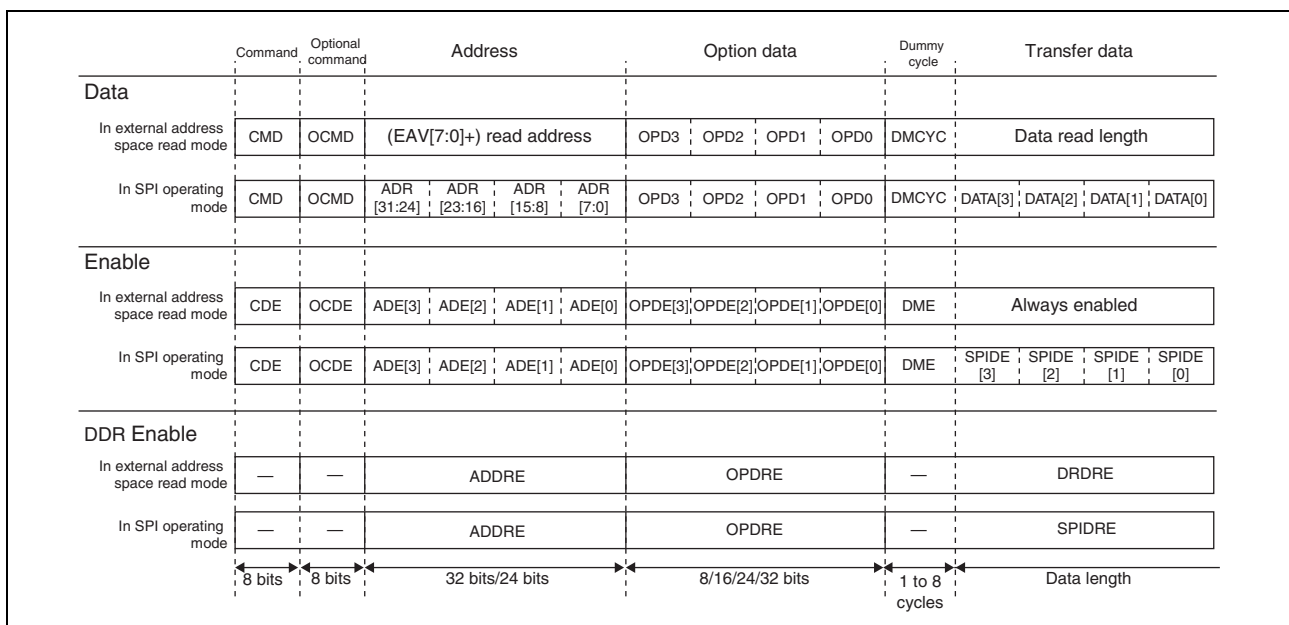 Command Optional command Address Option data Dummy cycle Transfer data
Data
In external address space read mode CMD OCMD (EAV[7:0]+) read address OPD3 OPD2 OPD1 OPD0 DMCYC Data read length
In SPI operating mode CMD OCMD ADR [31:24] ADR [23:16] ADR [15:8] ADR [7:0] OPD3 OPD2 OPD1 OPD0 DMCYC DATA[3] DATA[2] DATA[1] DATA[0]
Enable
In external address space read mode CDE OCDE ADE[3] ADE[2] ADE[1] ADE[0] OPDE[3] OPDE[2] OPDE[1] OPDE[0] DME Always enabled
In SPI operating mode CDE OCDE ADE[3] ADE[2] ADE[1] ADE[0] OPDE[3] OPDE[2] OPDE[1] OPDE[0] DME SPIDE [3] SPIDE [2] SPIDE [1] SPIDE [0]
DDR Enable
In external address space read mode — — ADDRE OPDRE — DRDRE
In SPI operating mode — — ADDRE OPDRE — SPIDRE
8 bits 8 bits 32 bits/24 bits 8/16/24/32 bits 1 to 8 cycles Data length